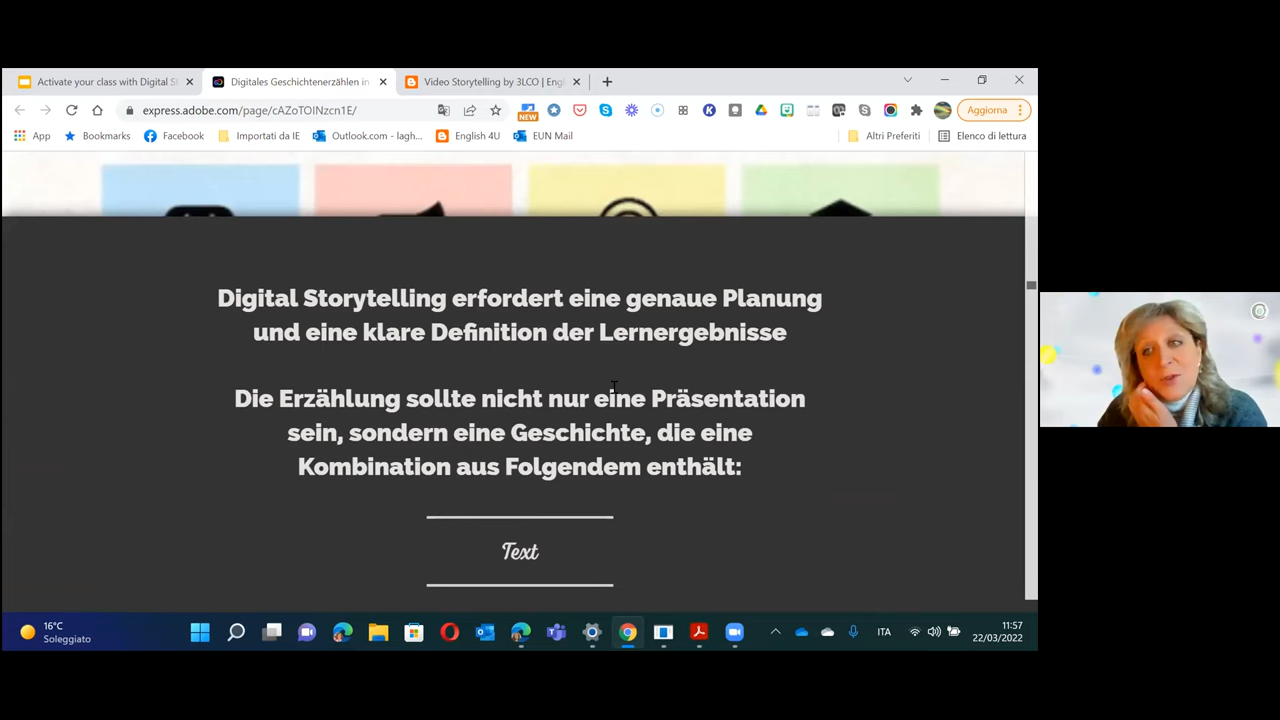 Activate your class with Digital S
Digitales Geschichtenerzählen in
Video Storytelling by 3LCO | Engl
express.adobe.com/page/cAZoTOINzcn1E/
NEW
Aggiorna
App
Bookmarks
Facebook
Importati da IE
Outlook.com - lagh...
English 4U
EUN Mail
Altri Preferiti
Elenco di lettura
Digital Storytelling erfordert eine genaue Planung
und eine klare Definition der Lernergebnisse
Die Erzählung sollte nicht nur eine Präsentation
sein, sondern eine Geschichte, die eine
Kombination aus Folgendem enthält:
Text
16°C
Soleggiato
ITA
11:57
22/03/2022